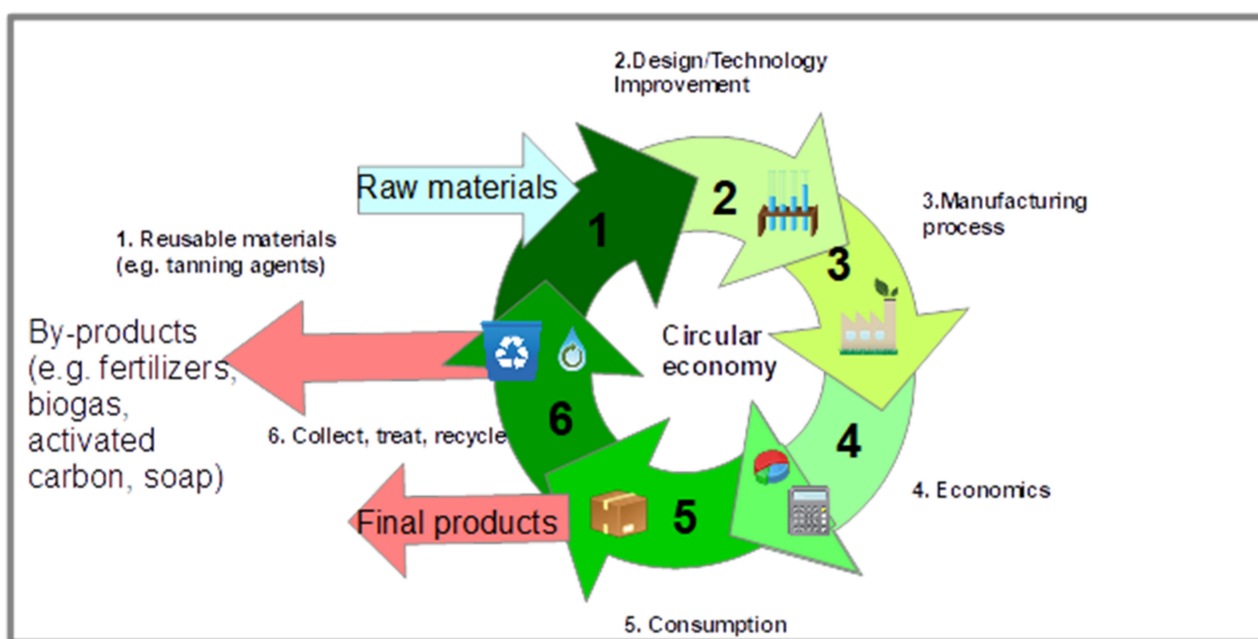 2.Design/Technology
Improvement
Raw materials
1
2
3.Manufacturing
process
1. Reusable materials
(e.g. tanning agents)
3
By-products
(e.g. fertilizers,
biogas,
activated
carbon, soap)
Circular
economy
6. Collect, treat, recycle
6
4
4. Economics
Final products
5
5. Consumption